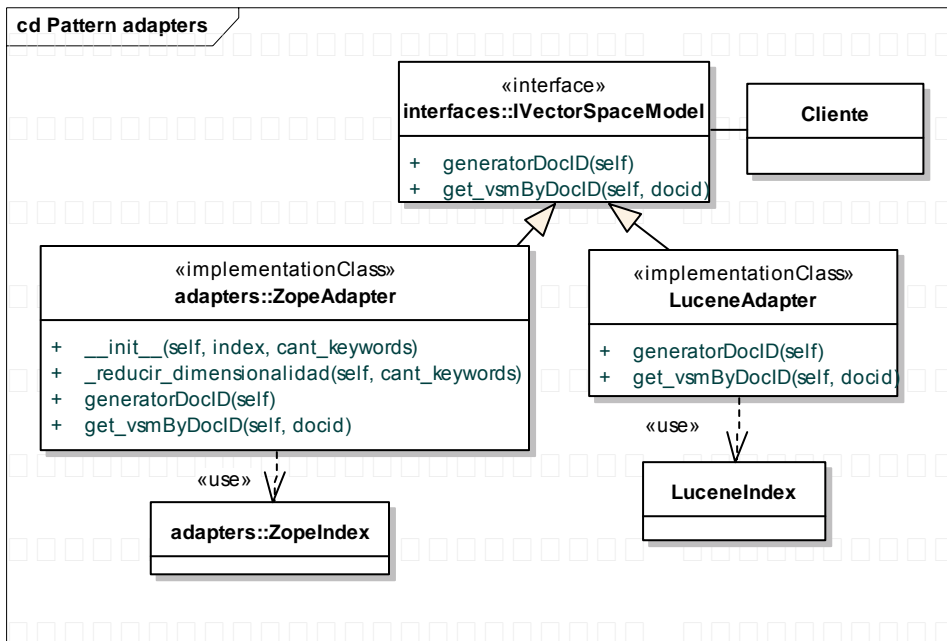 cd Pattern adapters
«interface»
interfaces::IVectorSpaceModel
+ generatorDocID(self)
+ get_vsmByDocID(self, docid)
Cliente
«implementationClass»
adapters::ZopeAdapter
+ __init__(self, index, cant_keywords)
+ _reducir_dimensionalidad(self, cant_keywords)
+ generatorDocID(self)
+ get_vsmByDocID(self, docid)
«implementationClass»
LuceneAdapter
+ generatorDocID(self)
+ get_vsmByDocID(self, docid)
«use»
adapters::ZopeIndex
«use»
LuceneIndex